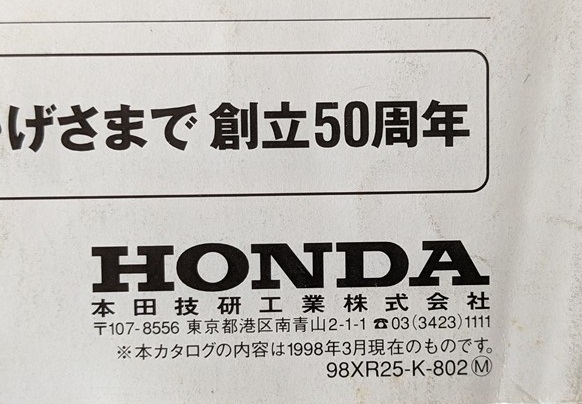 げさまで 創立50周年
HONDA
本田技研工業株式会社
〒107-8556 東京都港区南青山2-1-1 ☎03(3423)1111
※本カタログの内容は1998年3月現在のものです。
98XR25-K-802Ⓜ